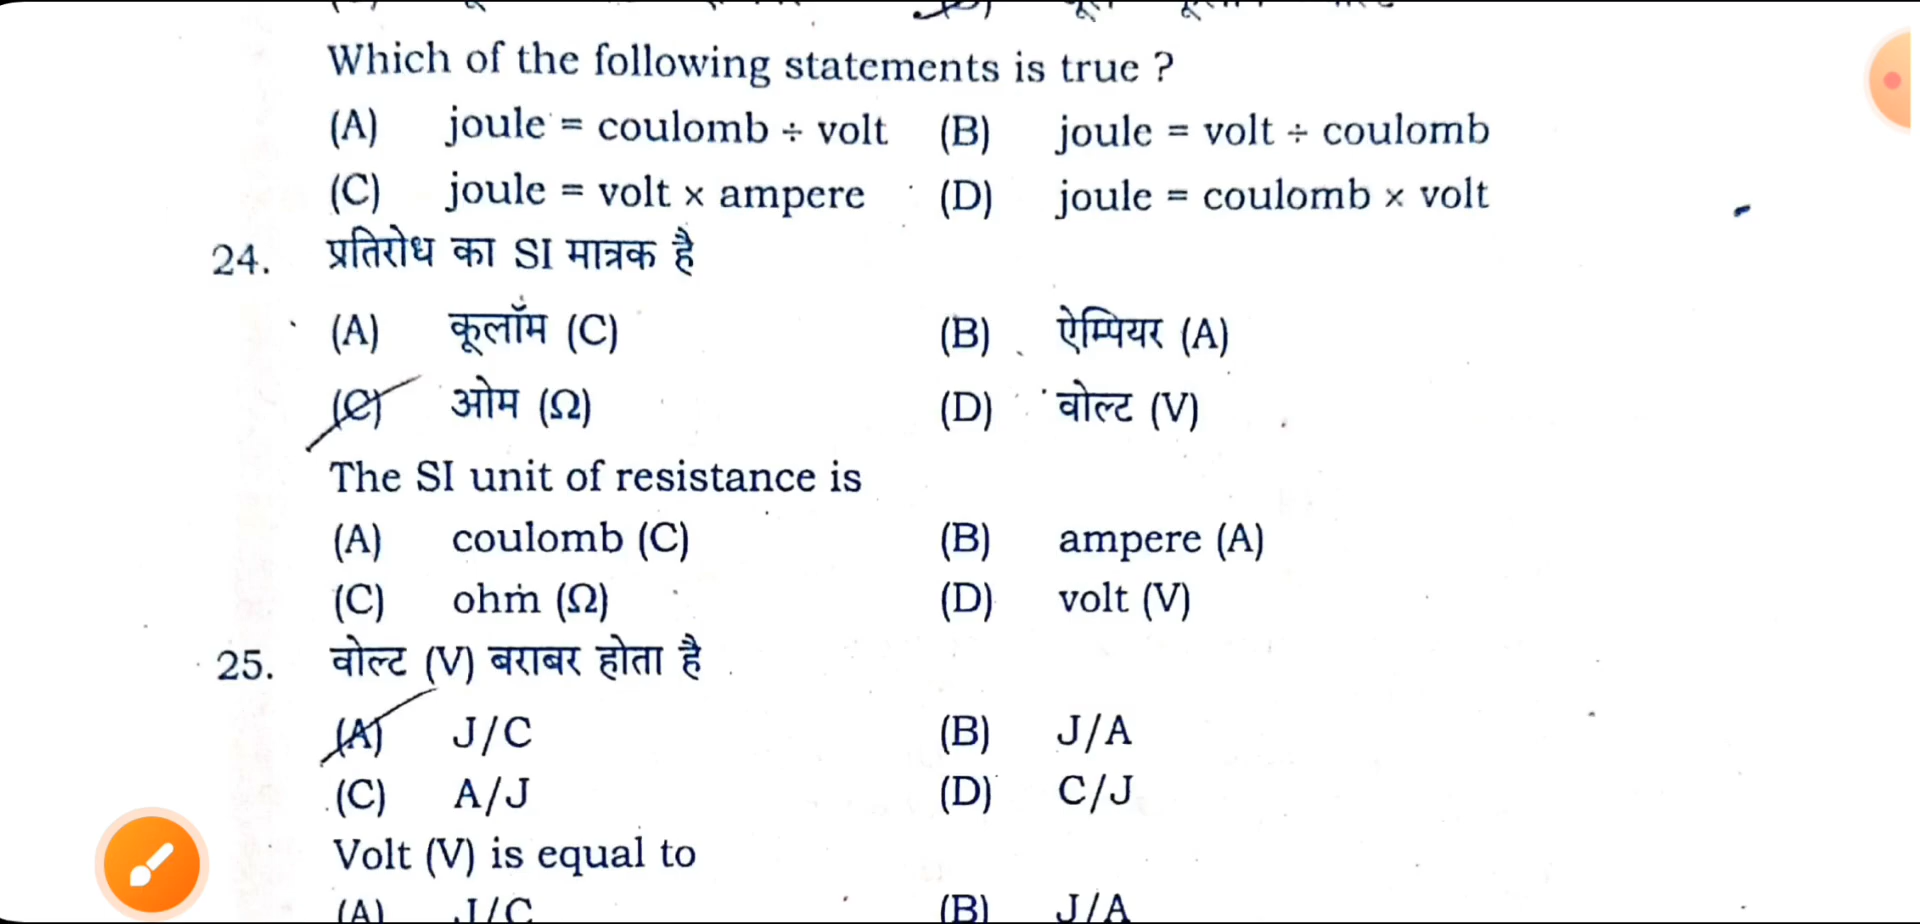 Which of the following statements is true ?
(A) joule = coulomb ÷ volt (B) joule = volt ÷ coulomb
(C) joule = volt × ampere (D) joule = coulomb × volt
24. प्रतिरोध का SI मात्रक है
(A) कूलॉम (C) (B) ऐम्पियर (A)
(C) ओम (Ω) (D) वोल्ट (V)
The SI unit of resistance is
(A) coulomb (C) (B) ampere (A)
(C) ohm (Ω) (D) volt (V)
25. वोल्ट (V) बराबर होता है
(A) J/C (B) J/A
(C) A/J (D) C/J
Volt (V) is equal to
(A) J/C (B) J/A